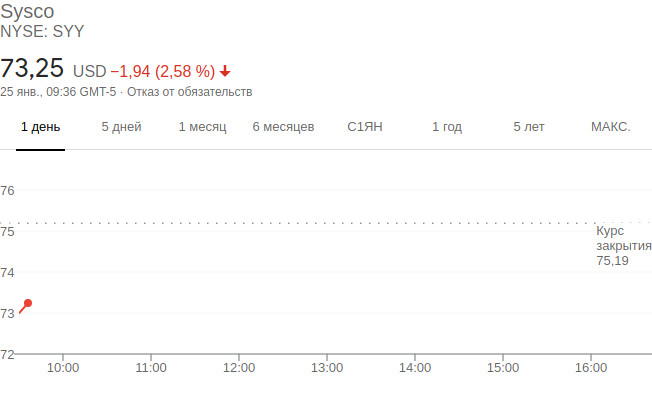 Sysco
NYSE: SYY
73,25 USD −1,94 (2,58 %)
25 янв., 09:36 GMT-5 · Отказ от обязательств
1 день 5 дней 1 месяц 6 месяцев С1ЯН 1 год 5 лет МАКС.
76
75
74
73
72
Курс
закрытия
75,19
10:00 11:00 12:00 13:00 14:00 15:00 16:00